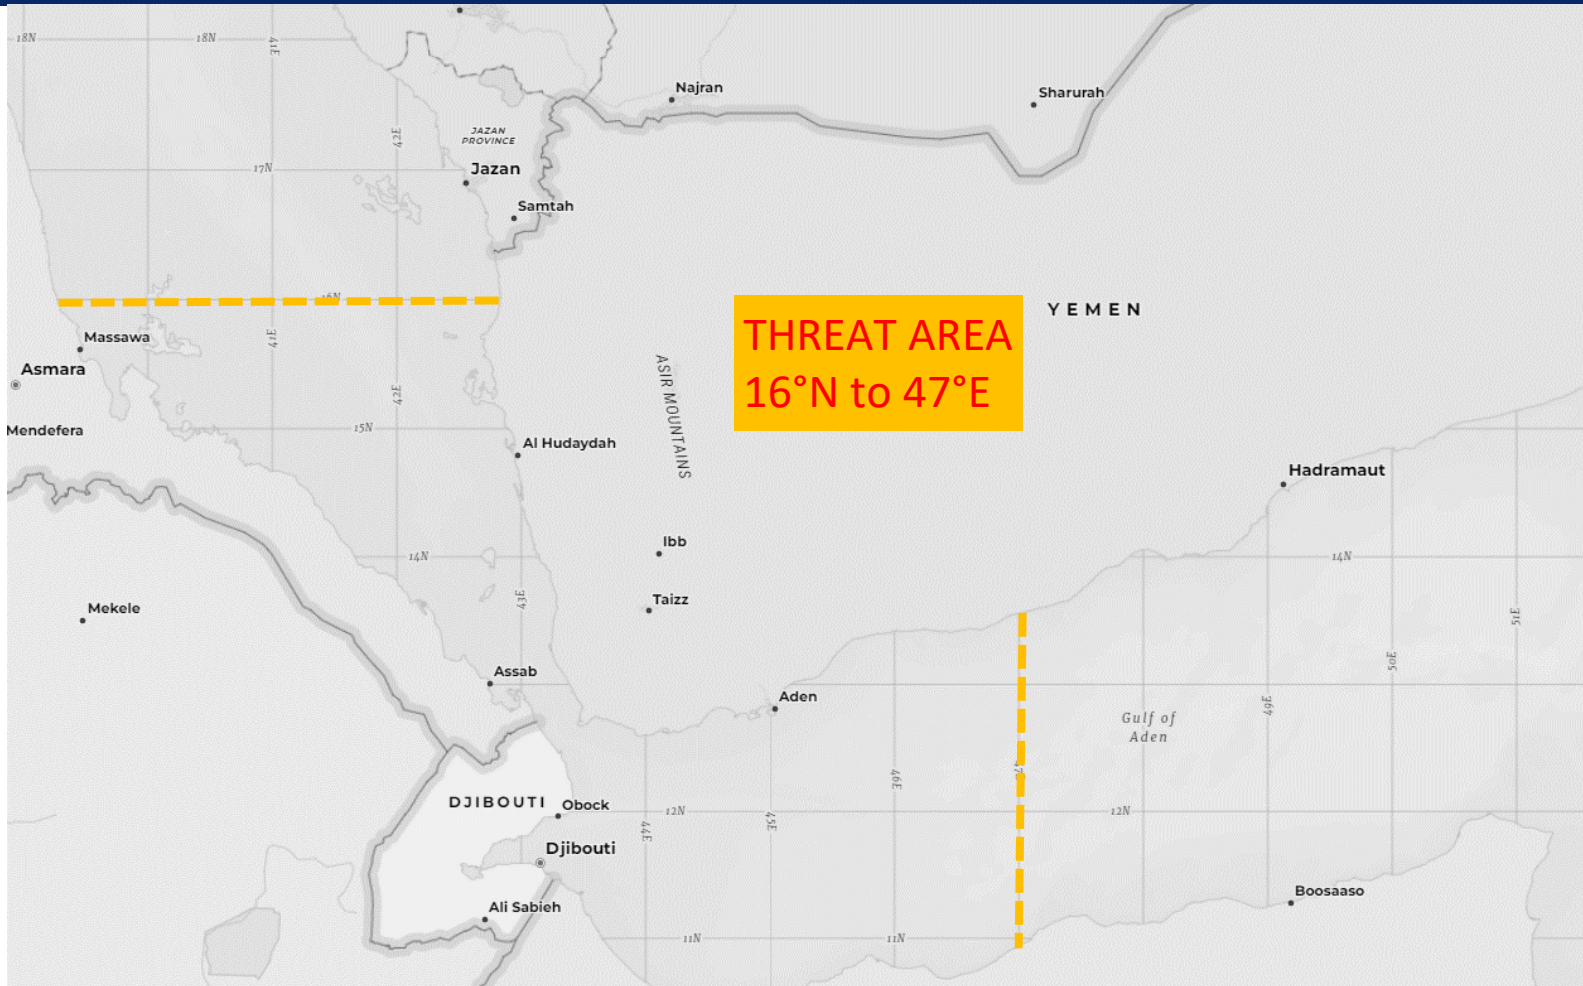 18N
18N
41E
Najran
Sharurah
42E
JAZAN
PROVINCE
17N
Jazan
Samtah
16N
THREAT AREA
16°N to 47°E
YEMEN
Massawa
41E
Asmara
42E
ASIR MOUNTAINS
15N
Mendefera
Al Hudaydah
Hadramaut
Ibb
14N
14N
43E
Taizz
Mekele
51E
50E
Assab
Aden
49E
Gulf of
Aden
47E
46E
DJIBOUTI
Obock
12N
45E
12N
44E
Djibouti
Boosaaso
Ali Sabieh
11N
11N